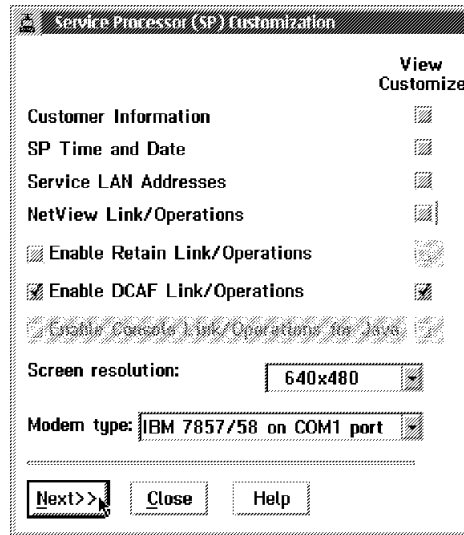 Service Processor (SP) Customization
View
Customize
Customer Information
SP Time and Date
Service LAN Addresses
NetView Link/Operations
Enable Retain Link/Operations
Enable DCAF Link/Operations
Enable Console Link/Operations for Java
Screen resolution:
640x480
Modem type: IBM 7857/58 on COM1 port
Next>> Close Help